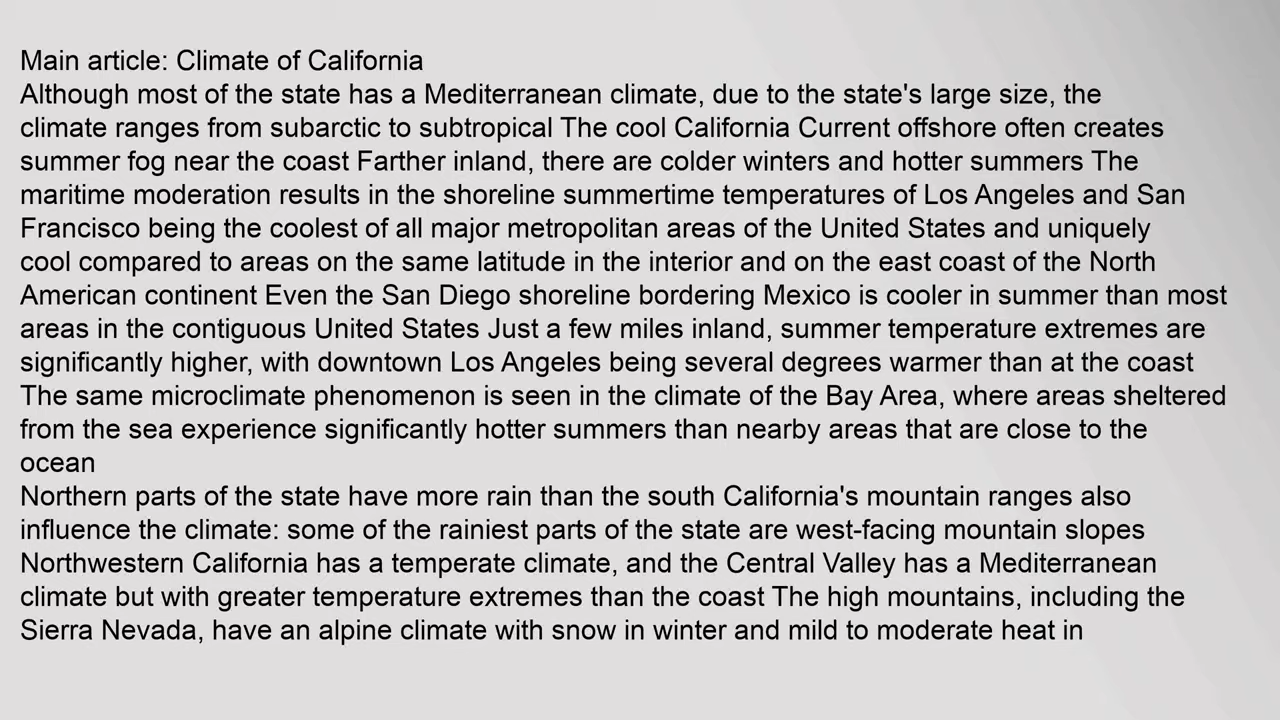 Main article: Climate of California
Although most of the state has a Mediterranean climate, due to the state's large size, the
climate ranges from subarctic to subtropical The cool California Current offshore often creates
summer fog near the coast Farther inland, there are colder winters and hotter summers The
maritime moderation results in the shoreline summertime temperatures of Los Angeles and San
Francisco being the coolest of all major metropolitan areas of the United States and uniquely
cool compared to areas on the same latitude in the interior and on the east coast of the North
American continent Even the San Diego shoreline bordering Mexico is cooler in summer than most
areas in the contiguous United States Just a few miles inland, summer temperature extremes are
significantly higher, with downtown Los Angeles being several degrees warmer than at the coast
The same microclimate phenomenon is seen in the climate of the Bay Area, where areas sheltered
from the sea experience significantly hotter summers than nearby areas that are close to the
ocean
Northern parts of the state have more rain than the south California's mountain ranges also
influence the climate: some of the rainiest parts of the state are west-facing mountain slopes
Northwestern California has a temperate climate, and the Central Valley has a Mediterranean
climate but with greater temperature extremes than the coast The high mountains, including the
Sierra Nevada, have an alpine climate with snow in winter and mild to moderate heat in